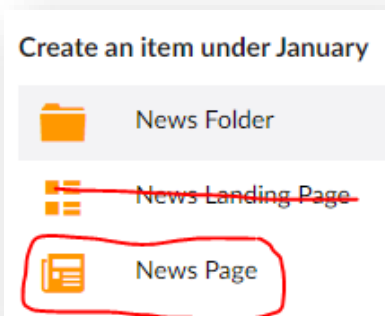 Create an item under January
News Folder
News Landing Page
News Page